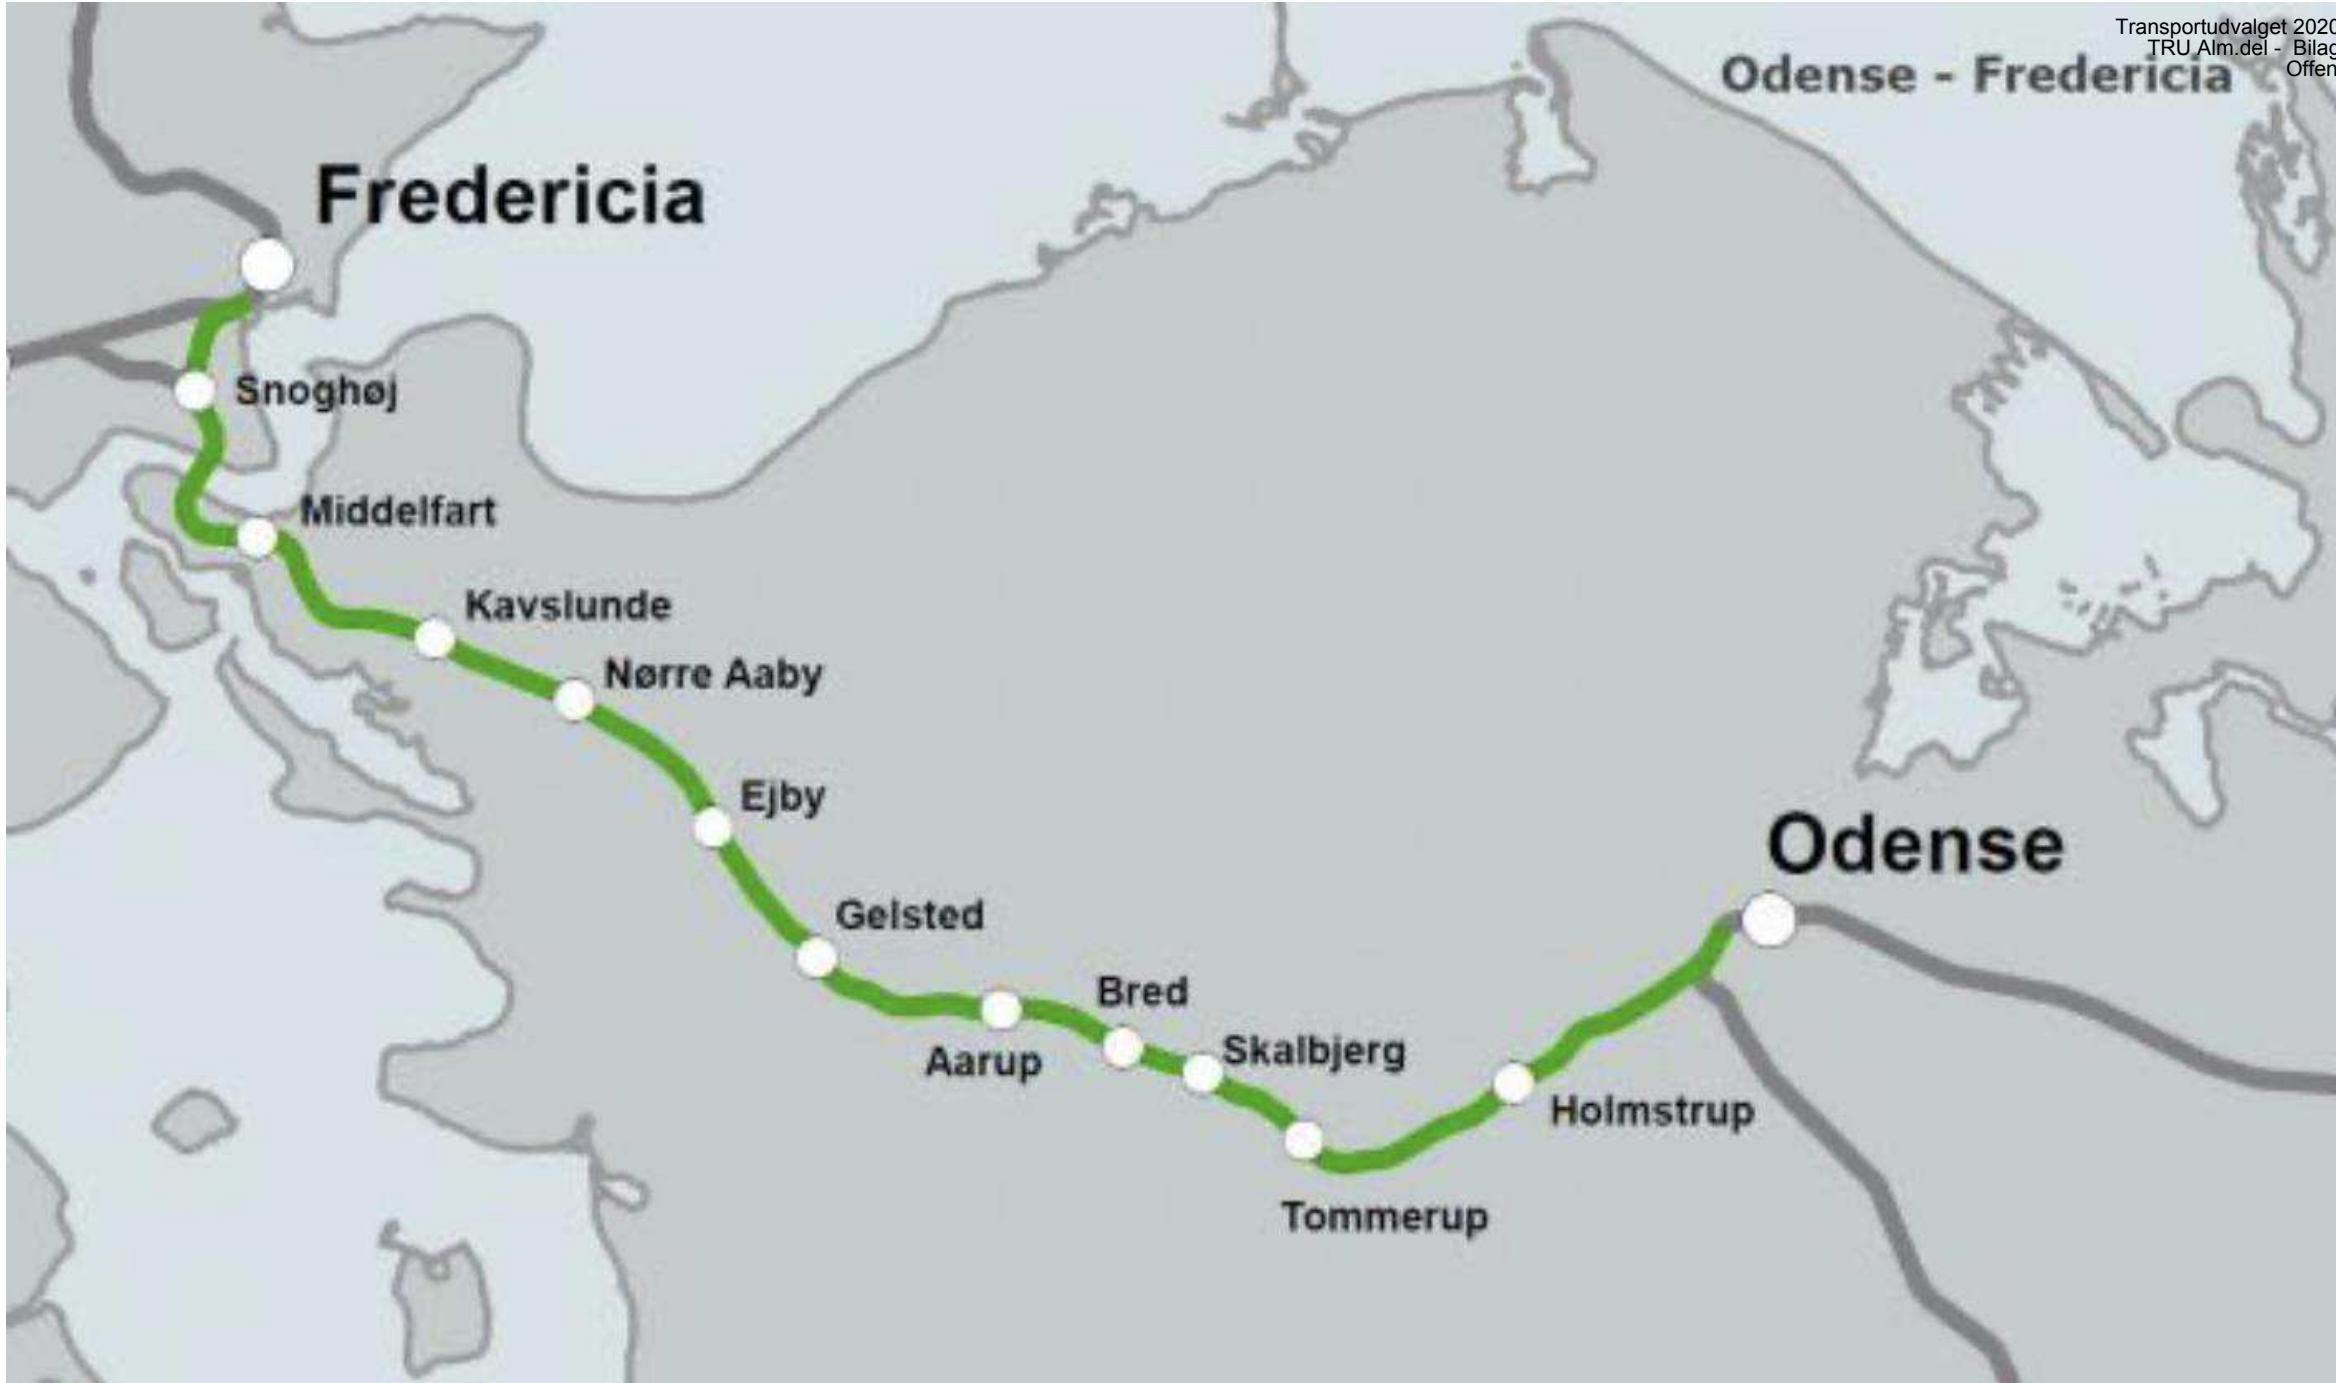 Transportudvalget 2020
TRU Alm.del - Bilag
Offen
Odense - Fredericia
Fredericia
Snoghøj
Middelfart
Kavslunde
Nørre Aaby
Ejby
Odense
Gelsted
Bred
Skalbjerg
Aarup
Holmstrup
Tommerup